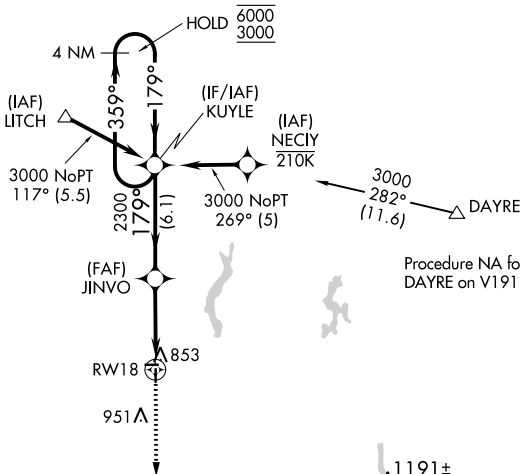 HOLD 6000
3000
4 NM
359°
179°
(IF/IAF)
KUYLE
(IAF)
LITCH
(IAF)
NECIY
210K
3000 NoPT
117° (5.5)
3000 NoPT
269° (5)
3000
282°
(11.6)
DAYRE
2300
179°
(6.1)
Procedure NA fo
DAYRE on V191
(FAF)
JINVO
853
RW18
951
1191±